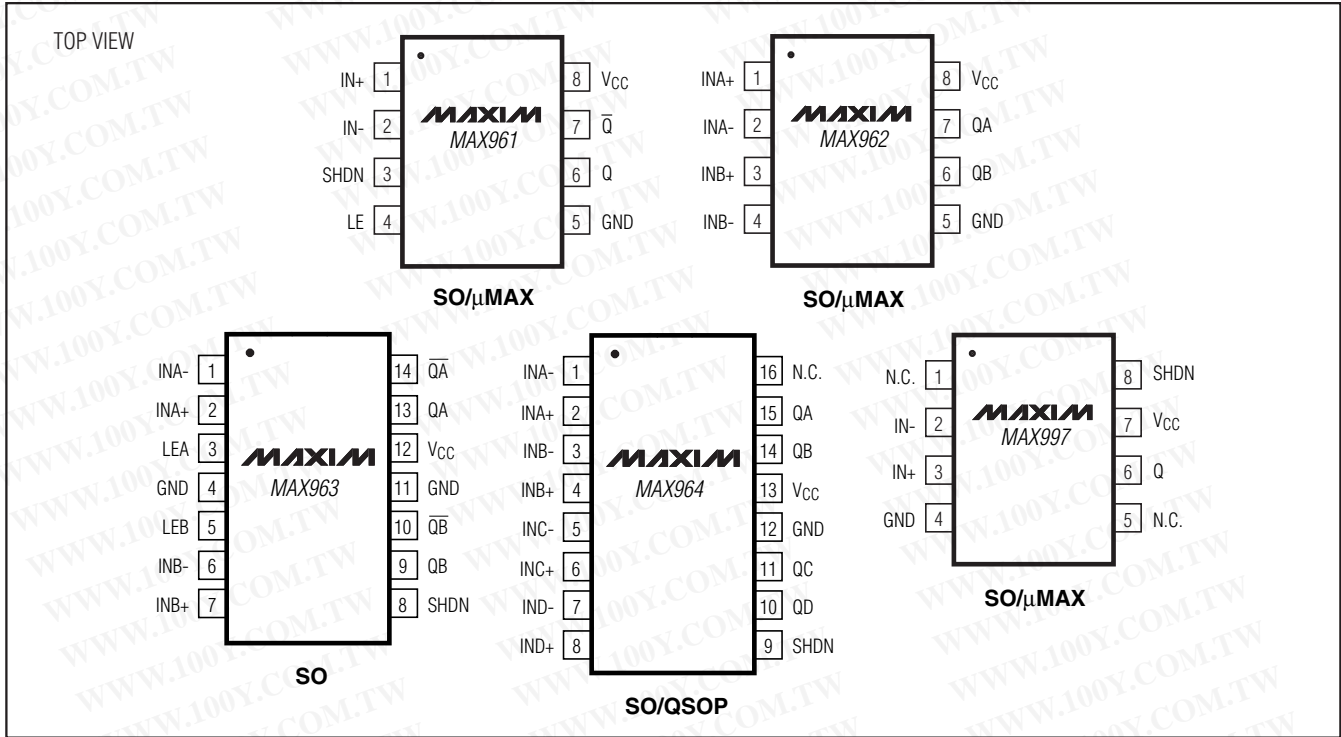 TOP VIEW
IN+ 1
IN- 2
SHDN 3
LE 4
MAXIM
MAX961
8 VCC
7 Q̅
6 Q
5 GND
SO/μMAX
INA+ 1
INA- 2
INB+ 3
INB- 4
MAXIM
MAX962
8 VCC
7 QA
6 QB
5 GND
SO/μMAX
INA- 1
INA+ 2
LEA 3
GND 4
LEB 5
INB- 6
INB+ 7
MAXIM
MAX963
14 Q̅A̅
13 QA
12 VCC
11 GND
10 Q̅B̅
9 QB
8 SHDN
SO
INA- 1
INA+ 2
INB- 3
INB+ 4
INC- 5
INC+ 6
IND- 7
IND+ 8
MAXIM
MAX964
16 N.C.
15 QA
14 QB
13 VCC
12 GND
11 QC
10 QD
9 SHDN
SO/QSOP
N.C. 1
IN- 2
IN+ 3
GND 4
MAXIM
MAX997
8 SHDN
7 VCC
6 Q
5 N.C.
SO/μMAX
WWW.100Y.COM.TW